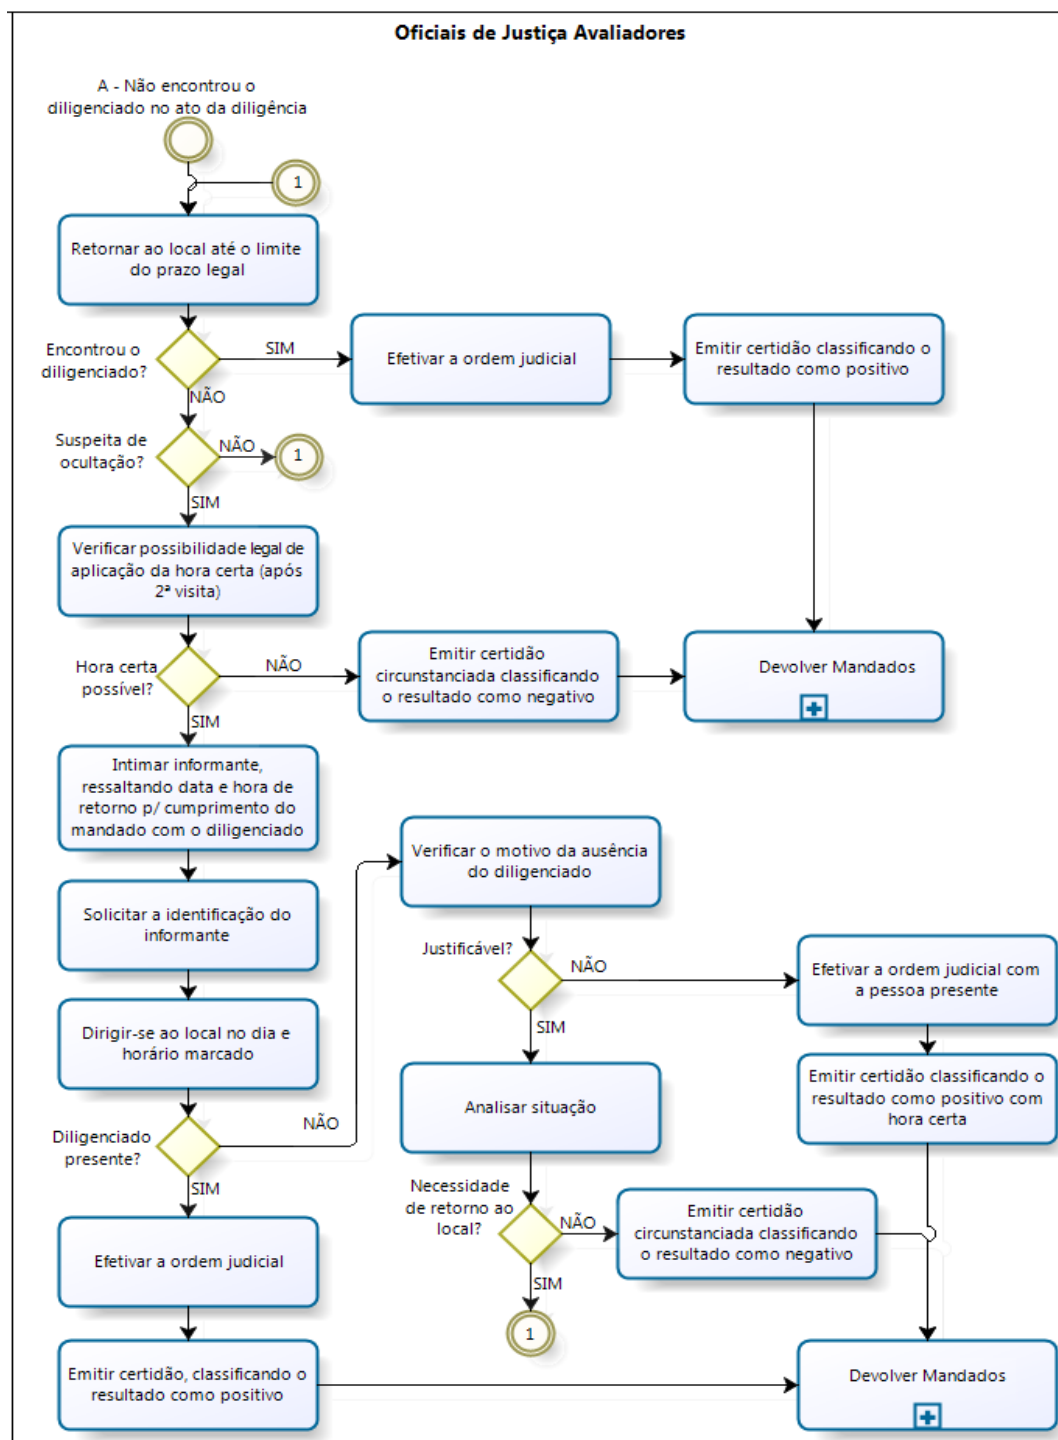 Oficiais de Justiça Avaliadores
A - Não encontrou o
diligenciado no ato da diligência
1
Retornar ao local até o limite
do prazo legal
Encontrou o
diligenciado?
SIM
Efetivar a ordem judicial
Emitir certidão classificando o
resultado como positivo
NÃO
Suspeita de
ocultação?
NÃO
1
SIM
Verificar possibilidade legal de
aplicação da hora certa (após
2ª visita)
Hora certa
possível?
NÃO
Emitir certidão
circunstanciada classificando
o resultado como negativo
Devolver Mandados
SIM
Intimar informante,
ressaltando data e hora de
retorno p/ cumprimento do
mandado com o diligenciado
Verificar o motivo da ausência
do diligenciado
Solicitar a identificação do
informante
Justificável?
NÃO
Efetivar a ordem judicial com
a pessoa presente
SIM
Dirigir-se ao local no dia e
horário marcado
Analisar situação
Emitir certidão classificando o
resultado como positivo com
hora certa
Diligenciado
presente?
NÃO
SIM
Necessidade
de retorno ao
local?
NÃO
Emitir certidão
circunstanciada classificando
o resultado como negativo
SIM
1
Efetivar a ordem judicial
Emitir certidão, classificando o
resultado como positivo
Devolver Mandados